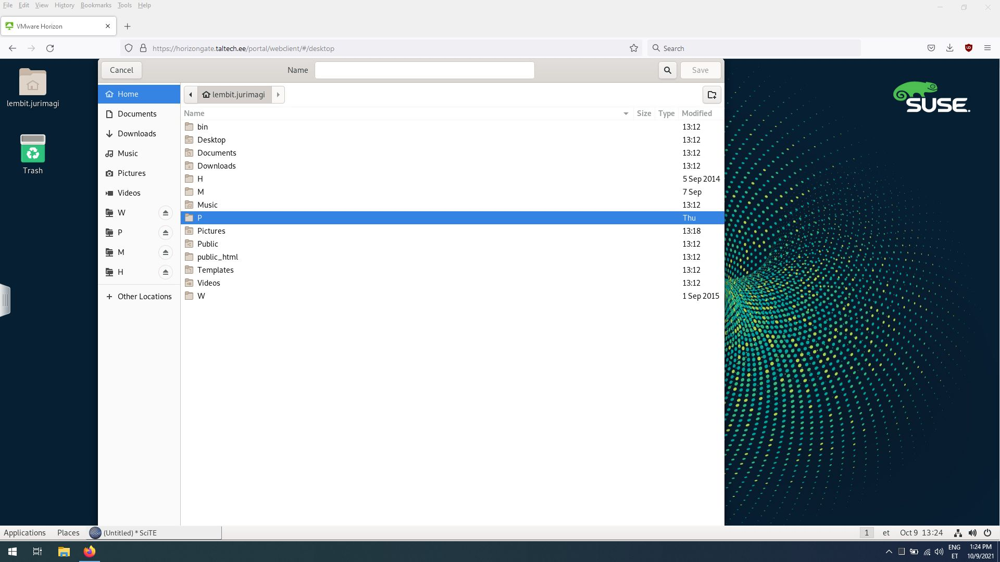 File Edit View History Bookmarks Tools Help
VMware Horizon
https://horizongate.taltech.ee/portal/webclient/#/desktop
Search
Cancel Name Save
lembit.jurimagi
Trash
Home
Documents
Downloads
Music
Pictures
Videos
W
P
M
H
Other Locations
lembit.jurimagi
Name Size Type Modified
bin 13:12
Desktop 13:12
Documents 13:12
Downloads 13:12
H 5 Sep 2014
M 7 Sep
Music 13:12
P Thu
Pictures 13:18
Public 13:12
public_html 13:12
Templates 13:12
Videos 13:12
W 1 Sep 2015
SUSE.
Applications Places (Untitled) * SciTE 1 et Oct 9 13:24
ENG 1:24 PM
ET 10/9/2021